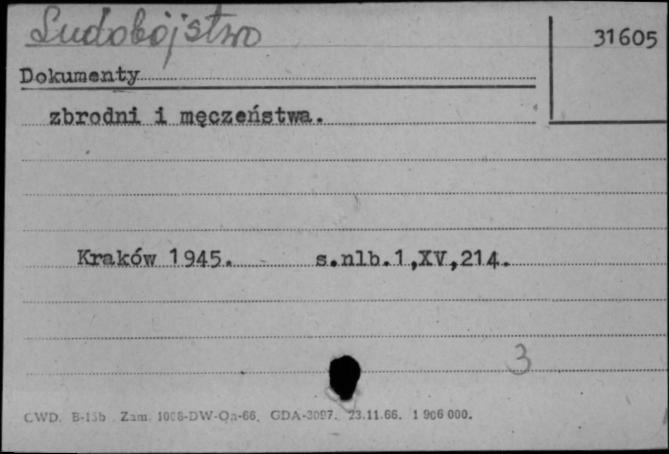 Ludobójstwo
31605
Dokumenty
zbrodni i męczeństwa.
Kraków 1945. s.nlb.1,XV,214.
3
CWD. B-15b Zam. 1008-DW-Qa-66. GDA-3097. 23.11.66. 1 906 000.